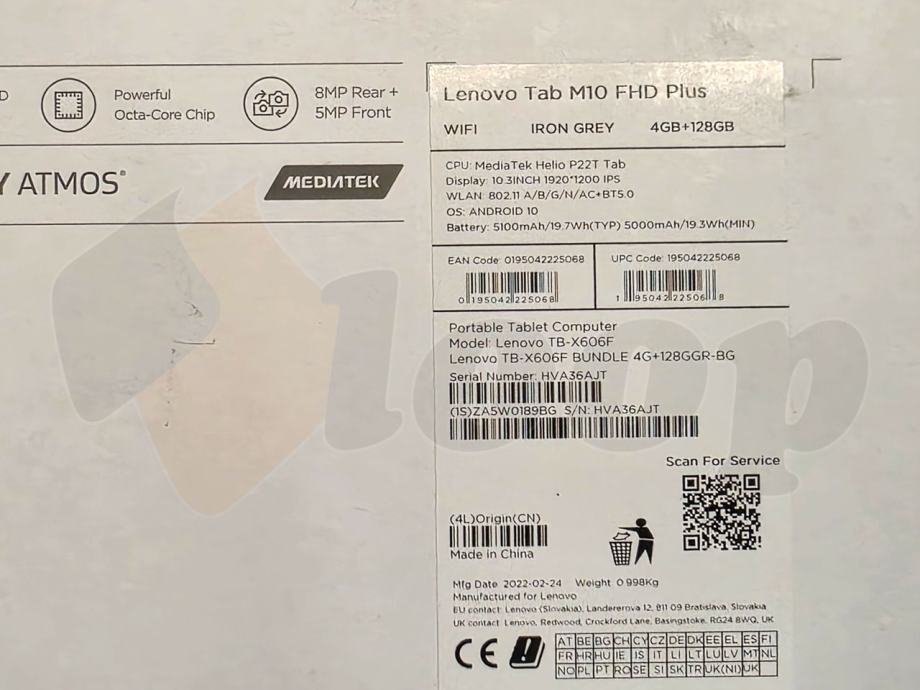 D
Powerful
Octa-Core Chip
8MP Rear +
5MP Front
Y ATMOS®
MEDIATEK
Lenovo Tab M10 FHD Plus
WIFI IRON GREY 4GB+128GB
CPU: MediaTek Helio P22T Tab
Display: 10.3INCH 1920*1200 IPS
WLAN: 802.11 A/B/G/N/AC+BT5.0
OS: ANDROID 10
Battery: 5100mAh/19.7Wh(TYP) 5000mAh/19.3Wh(MIN)
EAN Code: 0195042225068
0 195042 225068
UPC Code: 195042225068
1 95042 22506 8
Portable Tablet Computer
Model: Lenovo TB-X606F
Lenovo TB-X606F BUNDLE 4G+128GGR-BG
Serial Number: HVA36AJT
(1S)ZA5W0189BG S/N: HVA36AJT
Scan For Service
(4L)Origin(CN)
Made in China
Mfg Date 2022-02-24 Weight 0.998Kg
Manufactured for Lenovo
EU contact: Lenovo (Slovakia), Landererova 12, 811 09 Bratislava, Slovakia
UK contact: Lenovo, Redwood, Crockford Lane, Basingstoke, RG24 8WQ, UK
CE
AT BE BG CH CY CZ DE DK EE EL ES FI
FR HR HU IE IS IT LI LT LU LV MT NL
NO PL PT RO SE SI SK TR UK(NI) UK
loop